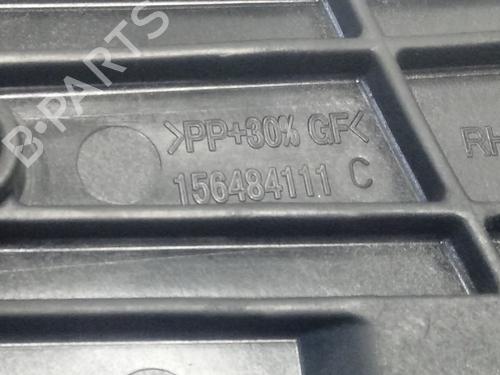 B-PARTS
>PP+30% GF<
156484111 C
RH